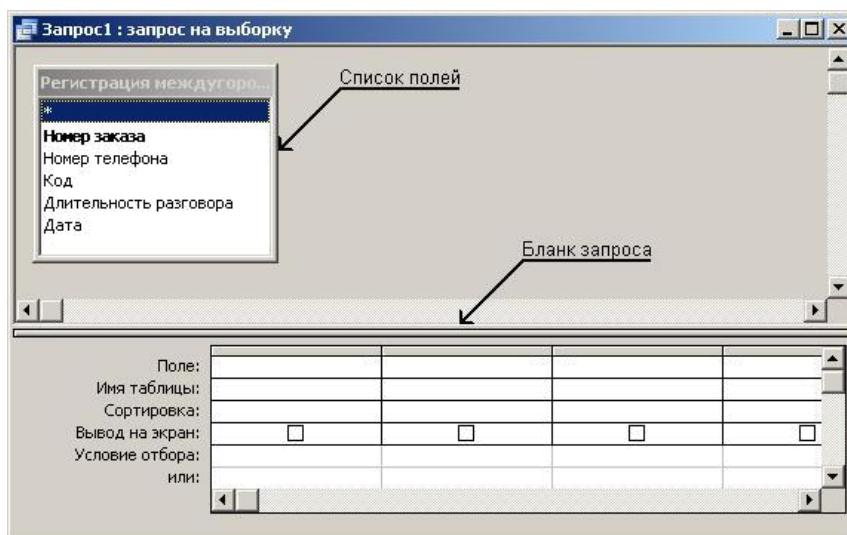 Запрос1 : запрос на выборку
Регистрация междугоро...
Список полей
*
Номер заказа
Номер телефона
Код
Длительность разговора
Дата
Бланк запроса
Поле:
Имя таблицы:
Сортировка:
Вывод на экран:
Условие отбора:
или: